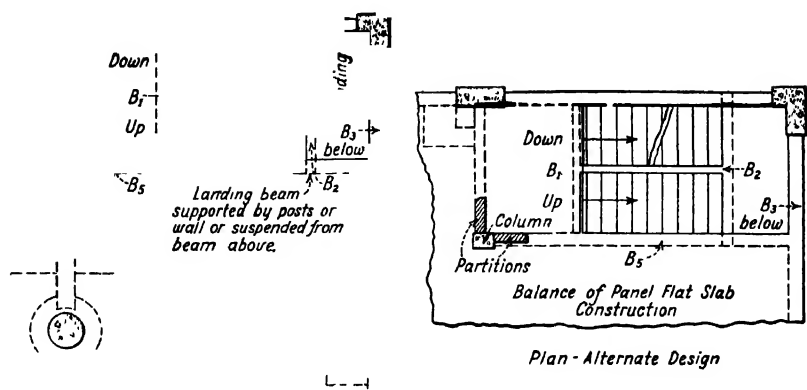 Down
B1
Up
ding
B3
below
B5
B2
Landing beam
supported by posts or
wall or suspended from
beam above.
Down
B1
B2
Up
B3
below
Column
Partitions
B5
Balance of Panel Flat Slab
Construction
Plan - Alternate Design